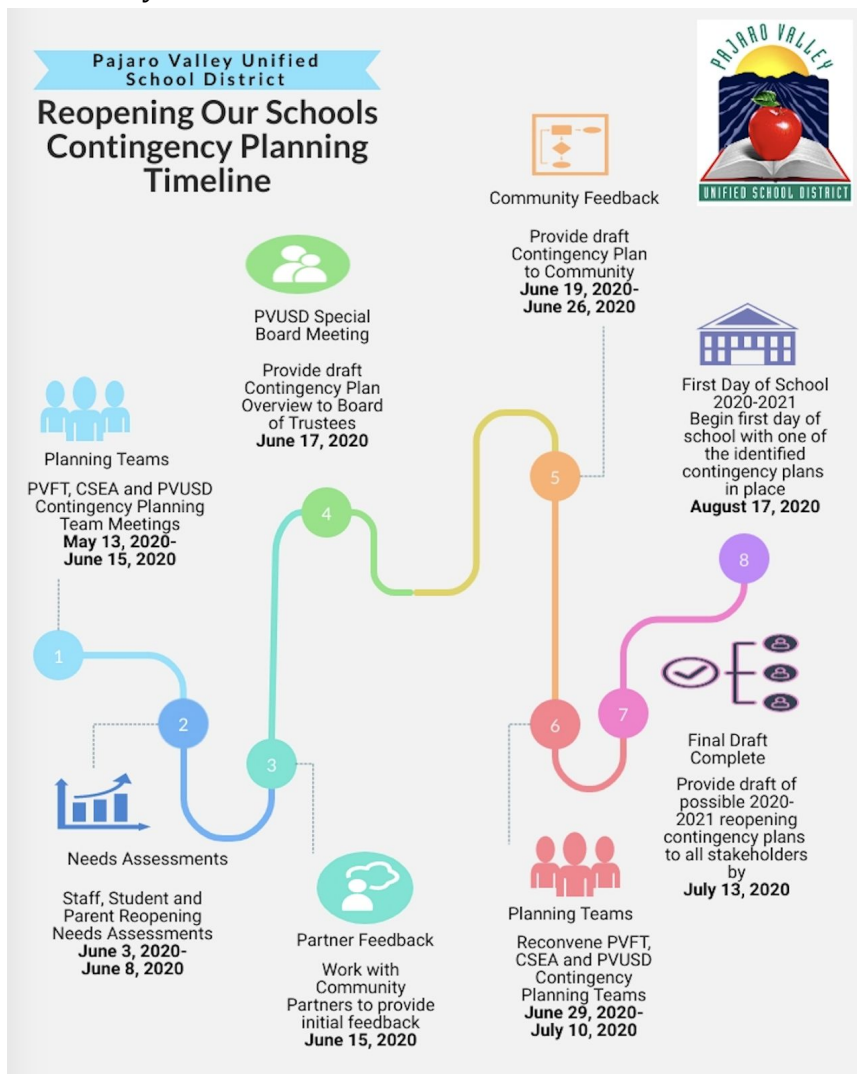 Pajaro Valley Unified
School District
Reopening Our Schools
Contingency Planning
Timeline
PAJARO VALLEY
UNIFIED SCHOOL DISTRICT
Planning Teams
PVFT, CSEA and PVUSD
Contingency Planning
Team Meetings
May 13, 2020-
June 15, 2020
1
2
Needs Assessments
Staff, Student and
Parent Reopening
Needs Assessments
June 3, 2020-
June 8, 2020
3
Partner Feedback
Work with
Community
Partners to provide
initial feedback
June 15, 2020
PVUSD Special
Board Meeting
Provide draft
Contingency Plan
Overview to Board
of Trustees
June 17, 2020
4
Community Feedback
Provide draft
Contingency Plan
to Community
June 19, 2020-
June 26, 2020
5
6
Planning Teams
Reconvene PVFT,
CSEA and PVUSD
Contingency
Planning Teams
June 29, 2020-
July 10, 2020
7
Final Draft
Complete
Provide draft of
possible 2020-
2021 reopening
contingency plans
to all stakeholders
by
July 13, 2020
First Day of School
2020-2021
Begin first day of
school with one of
the identified
contingency plans
in place
August 17, 2020
8